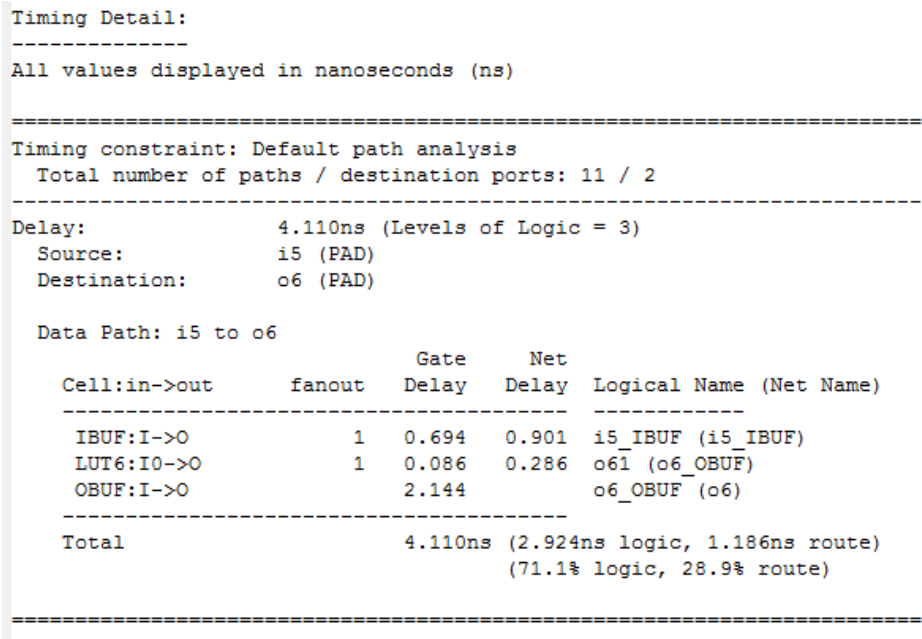 Timing Detail:
--------------
All values displayed in nanoseconds (ns)
=========================================================================
Timing constraint: Default path analysis
  Total number of paths / destination ports: 11 / 2
-------------------------------------------------------------------------
Delay:               4.110ns (Levels of Logic = 3)
  Source:            i5 (PAD)
  Destination:       o6 (PAD)
  Data Path: i5 to o6
                                Gate     Net
    Cell:in->out      fanout   Delay   Delay  Logical Name (Net Name)
    ----------------------------------------  ------------
     IBUF:I->O             1   0.694   0.901  i5_IBUF (i5_IBUF)
     LUT6:I0->O            1   0.086   0.286  o61 (o6_OBUF)
     OBUF:I->O                 2.144          o6_OBUF (o6)
    ----------------------------------------
    Total                      4.110ns (2.924ns logic, 1.186ns route)
                                       (71.1% logic, 28.9% route)
=========================================================================